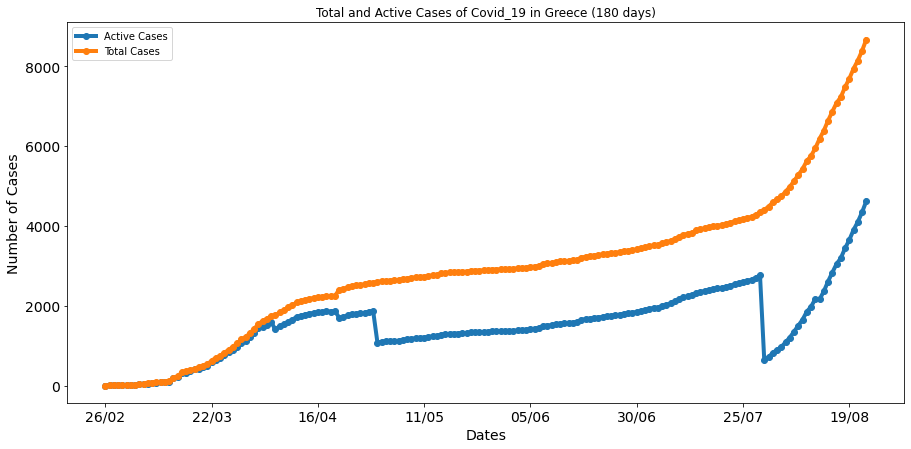 Total and Active Cases of Covid_19 in Greece (180 days)
Active Cases
Total Cases
Number of Cases
8000
6000
4000
2000
0
26/02 22/03 16/04 11/05 05/06 30/06 25/07 19/08
Dates